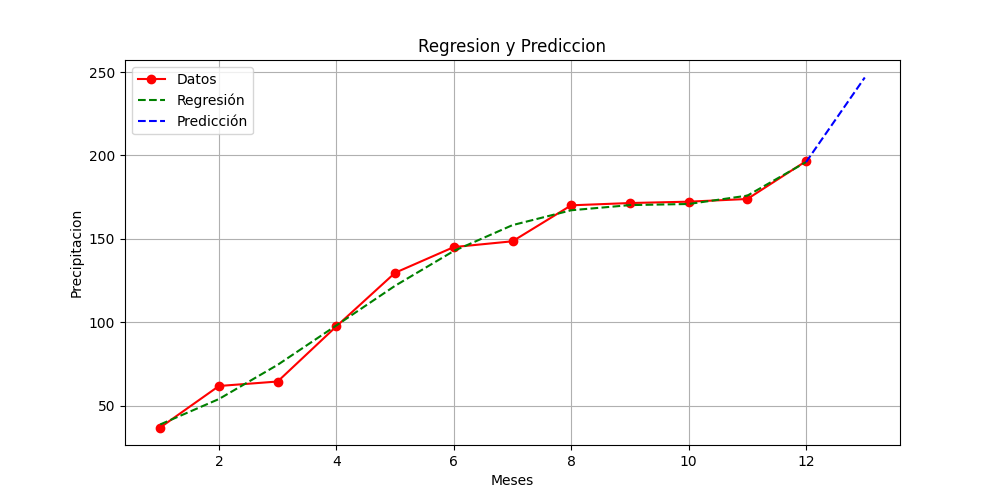 Regresion y Prediccion
Datos
Regresión
Predicción
250
200
150
100
50
Precipitacion
2 4 6 8 10 12
Meses